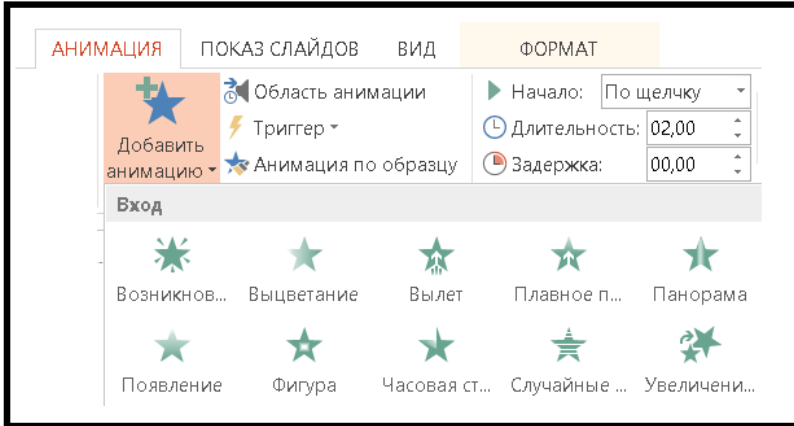 АНИМАЦИЯ ПОКАЗ СЛАЙДОВ ВИД ФОРМАТ
Добавить анимацию
Область анимации
Триггер
Анимация по образцу
Начало: По щелчку
Длительность: 02,00
Задержка: 00,00
Вход
Возникнов... Выцветание Вылет Плавное п... Панорама
Появление Фигура Часовая ст... Случайные ... Увеличени...